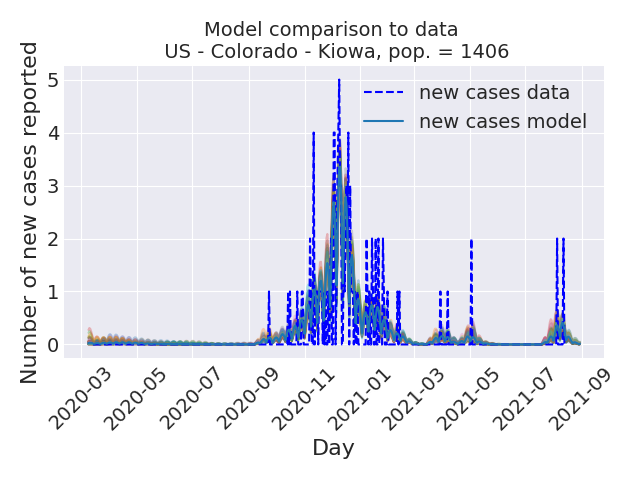 Model comparison to data
US - Colorado - Kiowa, pop. = 1406
Number of new cases reported
5
4
3
2
1
0
new cases data
new cases model
2020-03
2020-05
2020-07
2020-09
2020-11
2021-01
2021-03
2021-05
2021-07
2021-09
Day